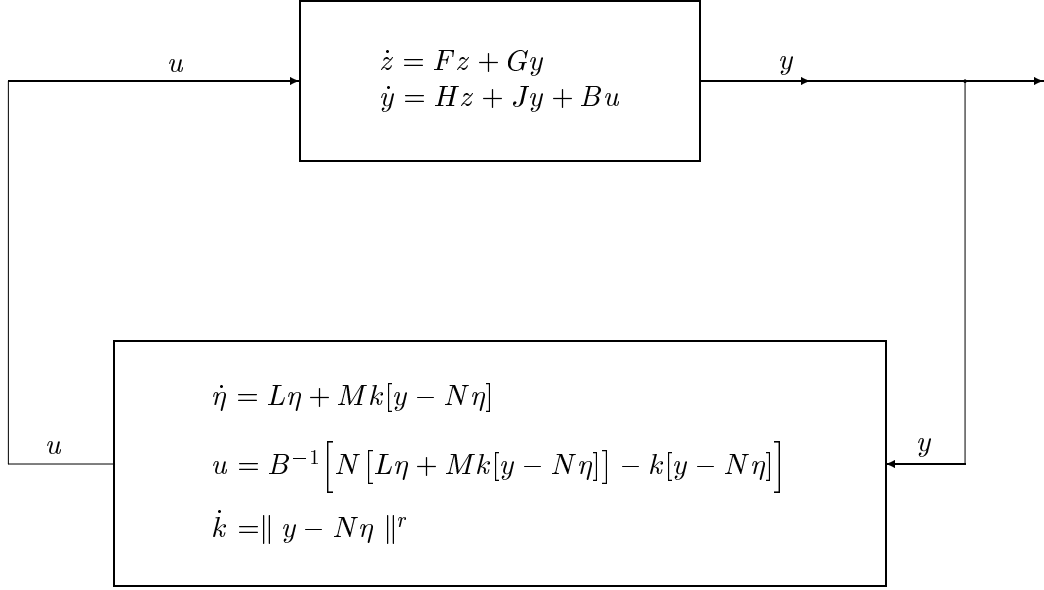 u
ż = Fz + Gy
ẏ = Hz + Jy + Bu
y
η̇ = Lη + Mk[y − Nη]
u = B⁻¹[N[Lη + Mk[y − Nη]] − k[y − Nη]]
k̇ =‖ y − Nη ‖ʳ
u
y